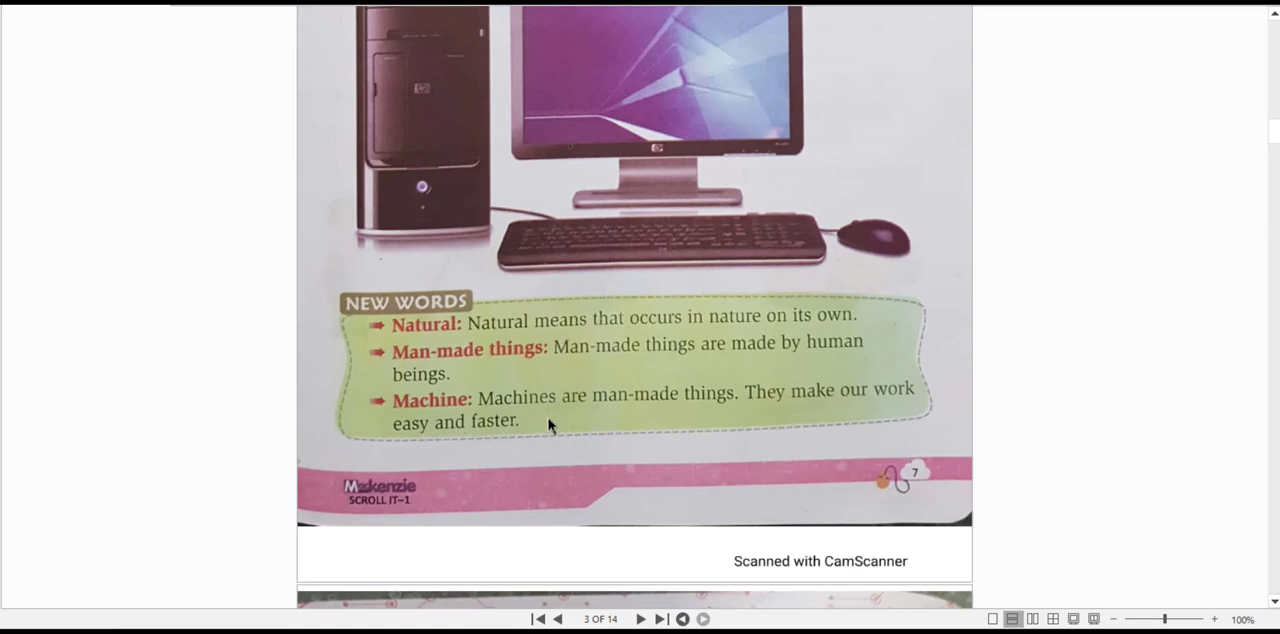 NEW WORDS
Natural: Natural means that occurs in nature on its own.
Man-made things: Man-made things are made by human
beings.
Machine: Machines are man-made things. They make our work
easy and faster.
Mackenzie
SCROLL IT–1
7
Scanned with CamScanner
3 OF 14
100%